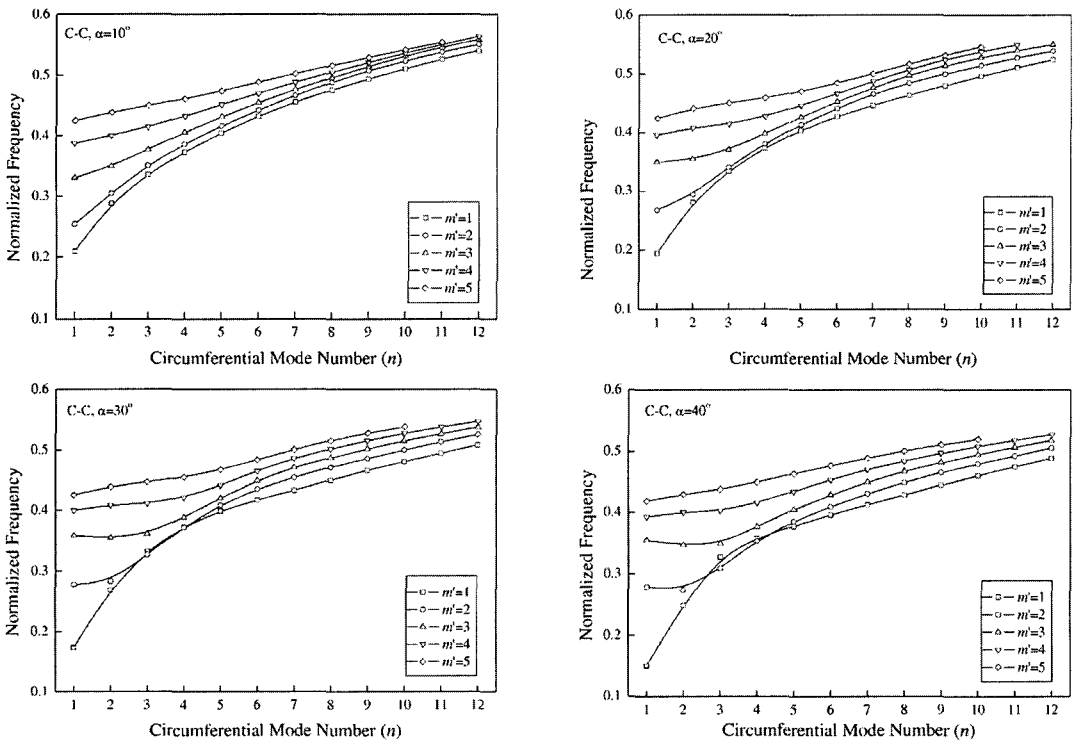 C-C, α=10°
0.6
0.5
0.4
0.3
0.2
0.1
Normalized Frequency
m'=1
m'=2
m'=3
m'=4
m'=5
1 2 3 4 5 6 7 8 9 10 11 12
Circumferential Mode Number (n)
C-C, α=20°
0.6
0.5
0.4
0.3
0.2
0.1
Normalized Frequency
m'=1
m'=2
m'=3
m'=4
m'=5
1 2 3 4 5 6 7 8 9 10 11 12
Circumferential Mode Number (n)
C-C, α=30°
0.6
0.5
0.4
0.3
0.2
0.1
Normalized Frequency
m'=1
m'=2
m'=3
m'=4
m'=5
1 2 3 4 5 6 7 8 9 10 11 12
Circumferential Mode Number (n)
C-C, α=40°
0.6
0.5
0.4
0.3
0.2
0.1
Normalized Frequency
m'=1
m'=2
m'=3
m'=4
m'=5
1 2 3 4 5 6 7 8 9 10 11 12
Circumferential Mode Number (n)